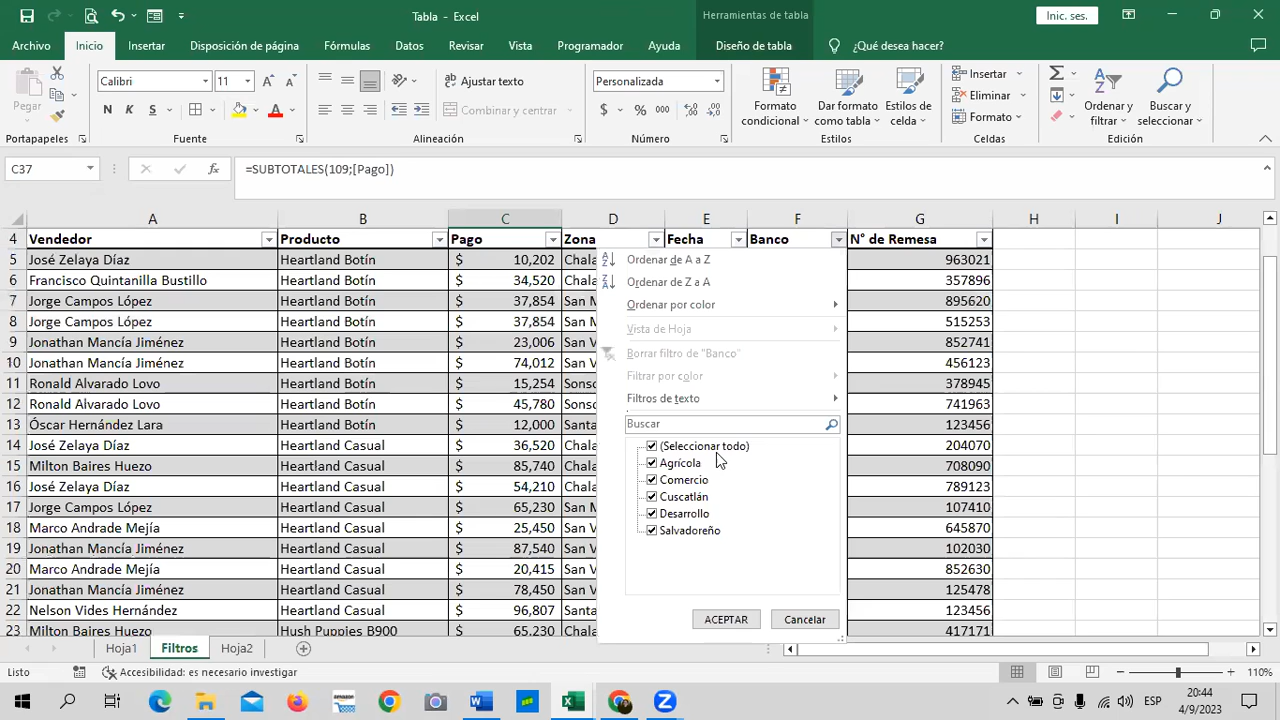 Tabla - Excel
Herramientas de tabla
Inic. ses.
Archivo Inicio Insertar Disposición de página Fórmulas Datos Revisar Vista Programador Ayuda Diseño de tabla ¿Qué desea hacer?
Pegar
Calibri 11
N K S
Ajustar texto
Combinar y centrar
Personalizada
$ % 000
Formato condicional
Dar formato como tabla
Estilos de celda
Insertar
Eliminar
Formato
Ordenar y filtrar
Buscar y seleccionar
Portapapeles Fuente Alineación Número Estilos Celdas Edición
C37 fx =SUBTOTALES(109;[Pago])
A B C D E F G H I J
4 Vendedor Producto Pago Zona Fecha Banco N° de Remesa
5 José Zelaya Díaz Heartland Botín $ 10,202 Chala 963021
6 Francisco Quintanilla Bustillo Heartland Botín $ 34,520 Chala 357896
7 Jorge Campos López Heartland Botín $ 37,854 San M 895620
8 Jorge Campos López Heartland Botín $ 37,854 San M 515253
9 Jonathan Mancía Jiménez Heartland Botín $ 23,006 San V 852741
10 Jonathan Mancía Jiménez Heartland Botín $ 74,012 San V 456123
11 Ronald Alvarado Lovo Heartland Botín $ 15,254 Sonso 378945
12 Ronald Alvarado Lovo Heartland Botín $ 45,780 Sonso 741963
13 Óscar Hernández Lara Heartland Botín $ 12,000 Santa 123456
14 José Zelaya Díaz Heartland Casual $ 36,520 Chala 204070
15 Milton Baires Huezo Heartland Casual $ 85,740 Chala 708090
16 José Zelaya Díaz Heartland Casual $ 54,210 Chala 789123
17 Jorge Campos López Heartland Casual $ 65,230 San M 107410
18 Marco Andrade Mejía Heartland Casual $ 25,450 San V 645870
19 Jonathan Mancía Jiménez Heartland Casual $ 87,540 San V 102030
20 Marco Andrade Mejía Heartland Casual $ 20,415 San V 852630
21 Jonathan Mancía Jiménez Heartland Casual $ 78,450 San V 125478
22 Nelson Vides Hernández Heartland Casual $ 96,807 Santa 123456
23 Milton Baires Huezo Hush Puppies B900 $ 65,230 Chala 417171
Ordenar de A a Z
Ordenar de Z a A
Ordenar por color
Vista de Hoja
Borrar filtro de "Banco"
Filtrar por color
Filtros de texto
Buscar
(Seleccionar todo)
Agrícola
Comercio
Cuscatlán
Desarrollo
Salvadoreño
ACEPTAR Cancelar
Hoja1 Filtros Hoja2
Listo Accesibilidad: es necesario investigar 110%
ESP
20:44
4/9/2023